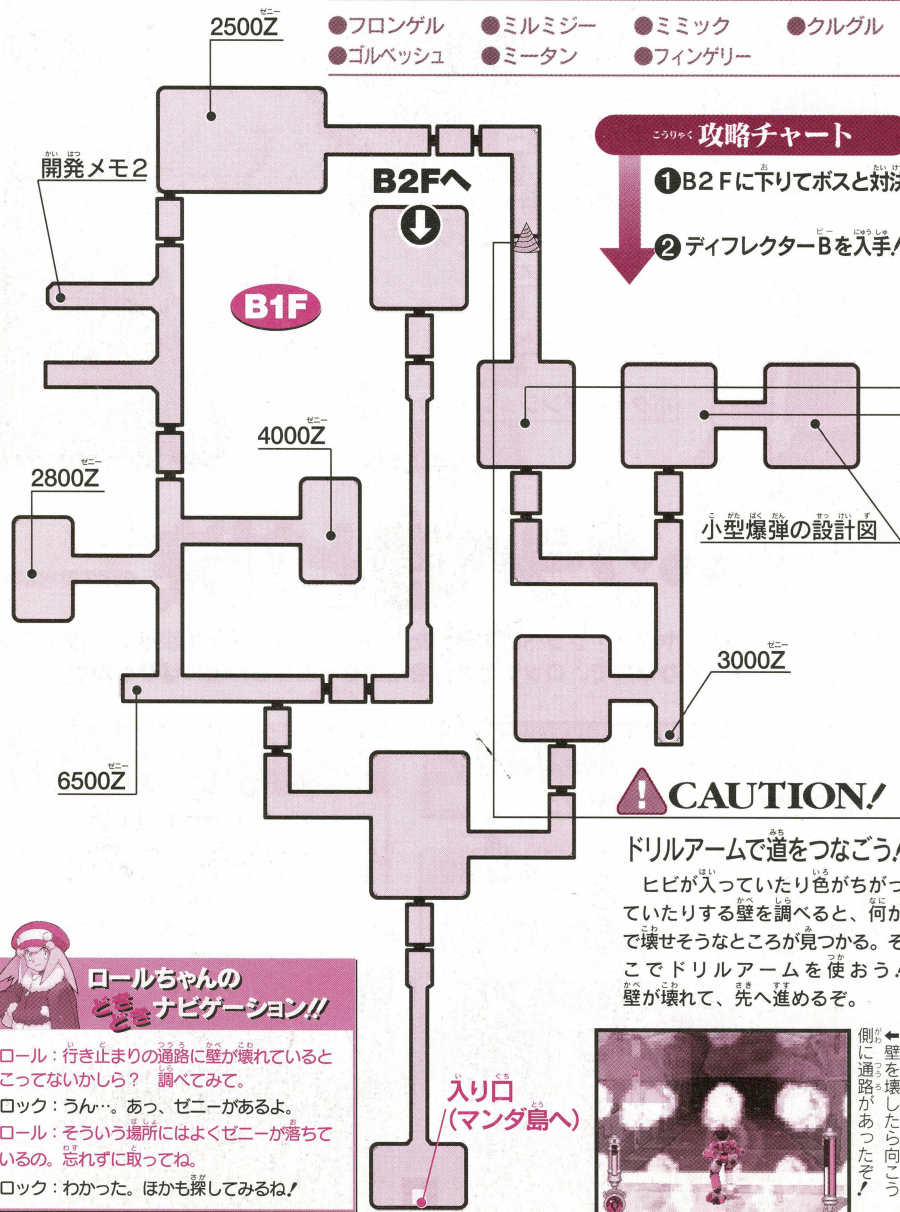 ●フロンゲル ●ミルミジー ●ミミック ●クルグル
●ゴルベッシュ ●ミータン ●フィンゲリー
2500Z
開発メモ2
B2Fへ
攻略チャート
❶B2Fに下りてボスと対決
❷ディフレクターBを入手!
B1F
4000Z
2800Z
小型爆弾の設計図
3000Z
6500Z
CAUTION!
ドリルアームで道をつなごう!
ヒビが入っていたり色がちがっ
ていたりする壁を調べると、何か
で壊せそうなところが見つかる。そ
こでドリルアームを使おう!
壁が壊れて、先へ進めるぞ。
←壁を壊したら向こう
側に通路があったぞ!
ロールちゃんの
どきどきナビゲーション!!
ロール:行き止まりの通路に壁が壊れていると
こってないかしら? 調べてみて。
ロック:うん…。あっ、ゼニーがあるよ。
ロール:そういう場所にはよくゼニーが落ちて
いるの。忘れずに取ってね。
ロック:わかった。ほかも探してみるね!
入り口
(マンダ島へ)